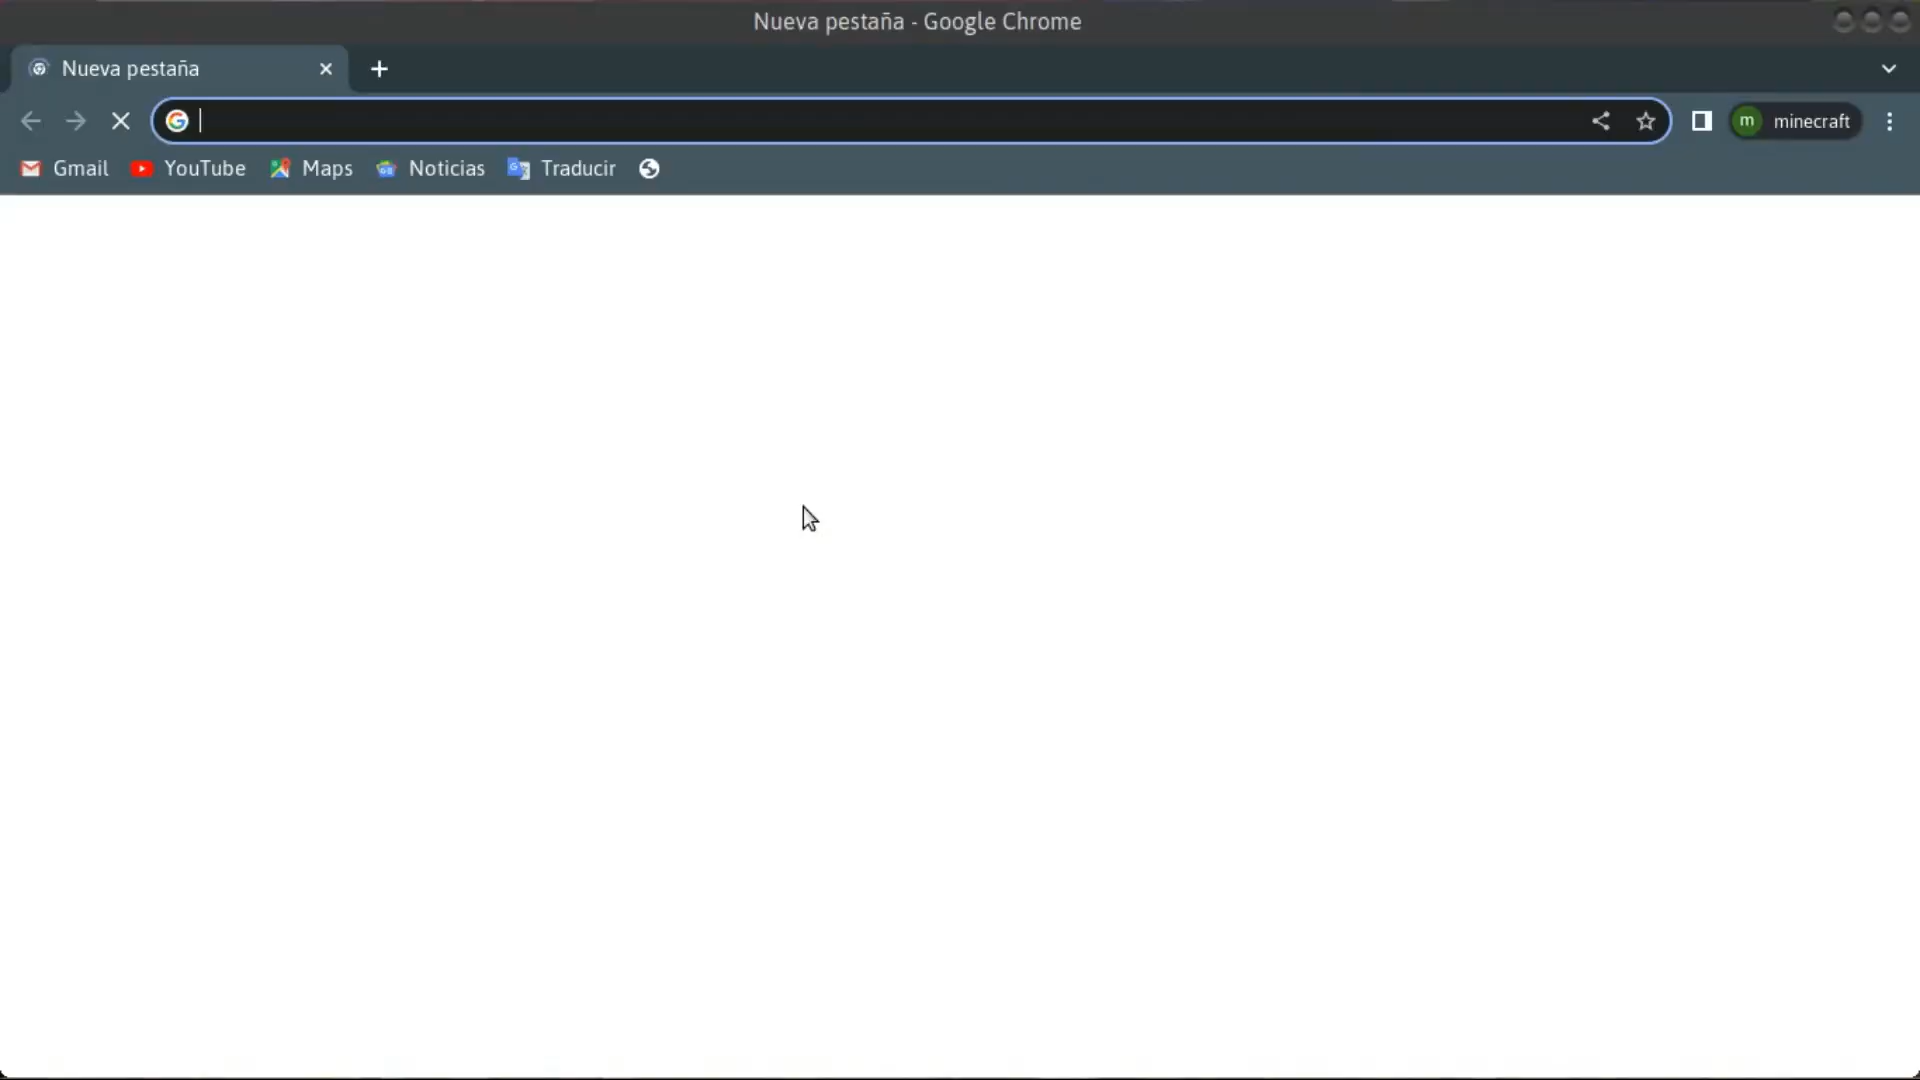 Nueva pestaña - Google Chrome
Nueva pestaña
m minecraft
Gmail YouTube Maps Noticias Traducir